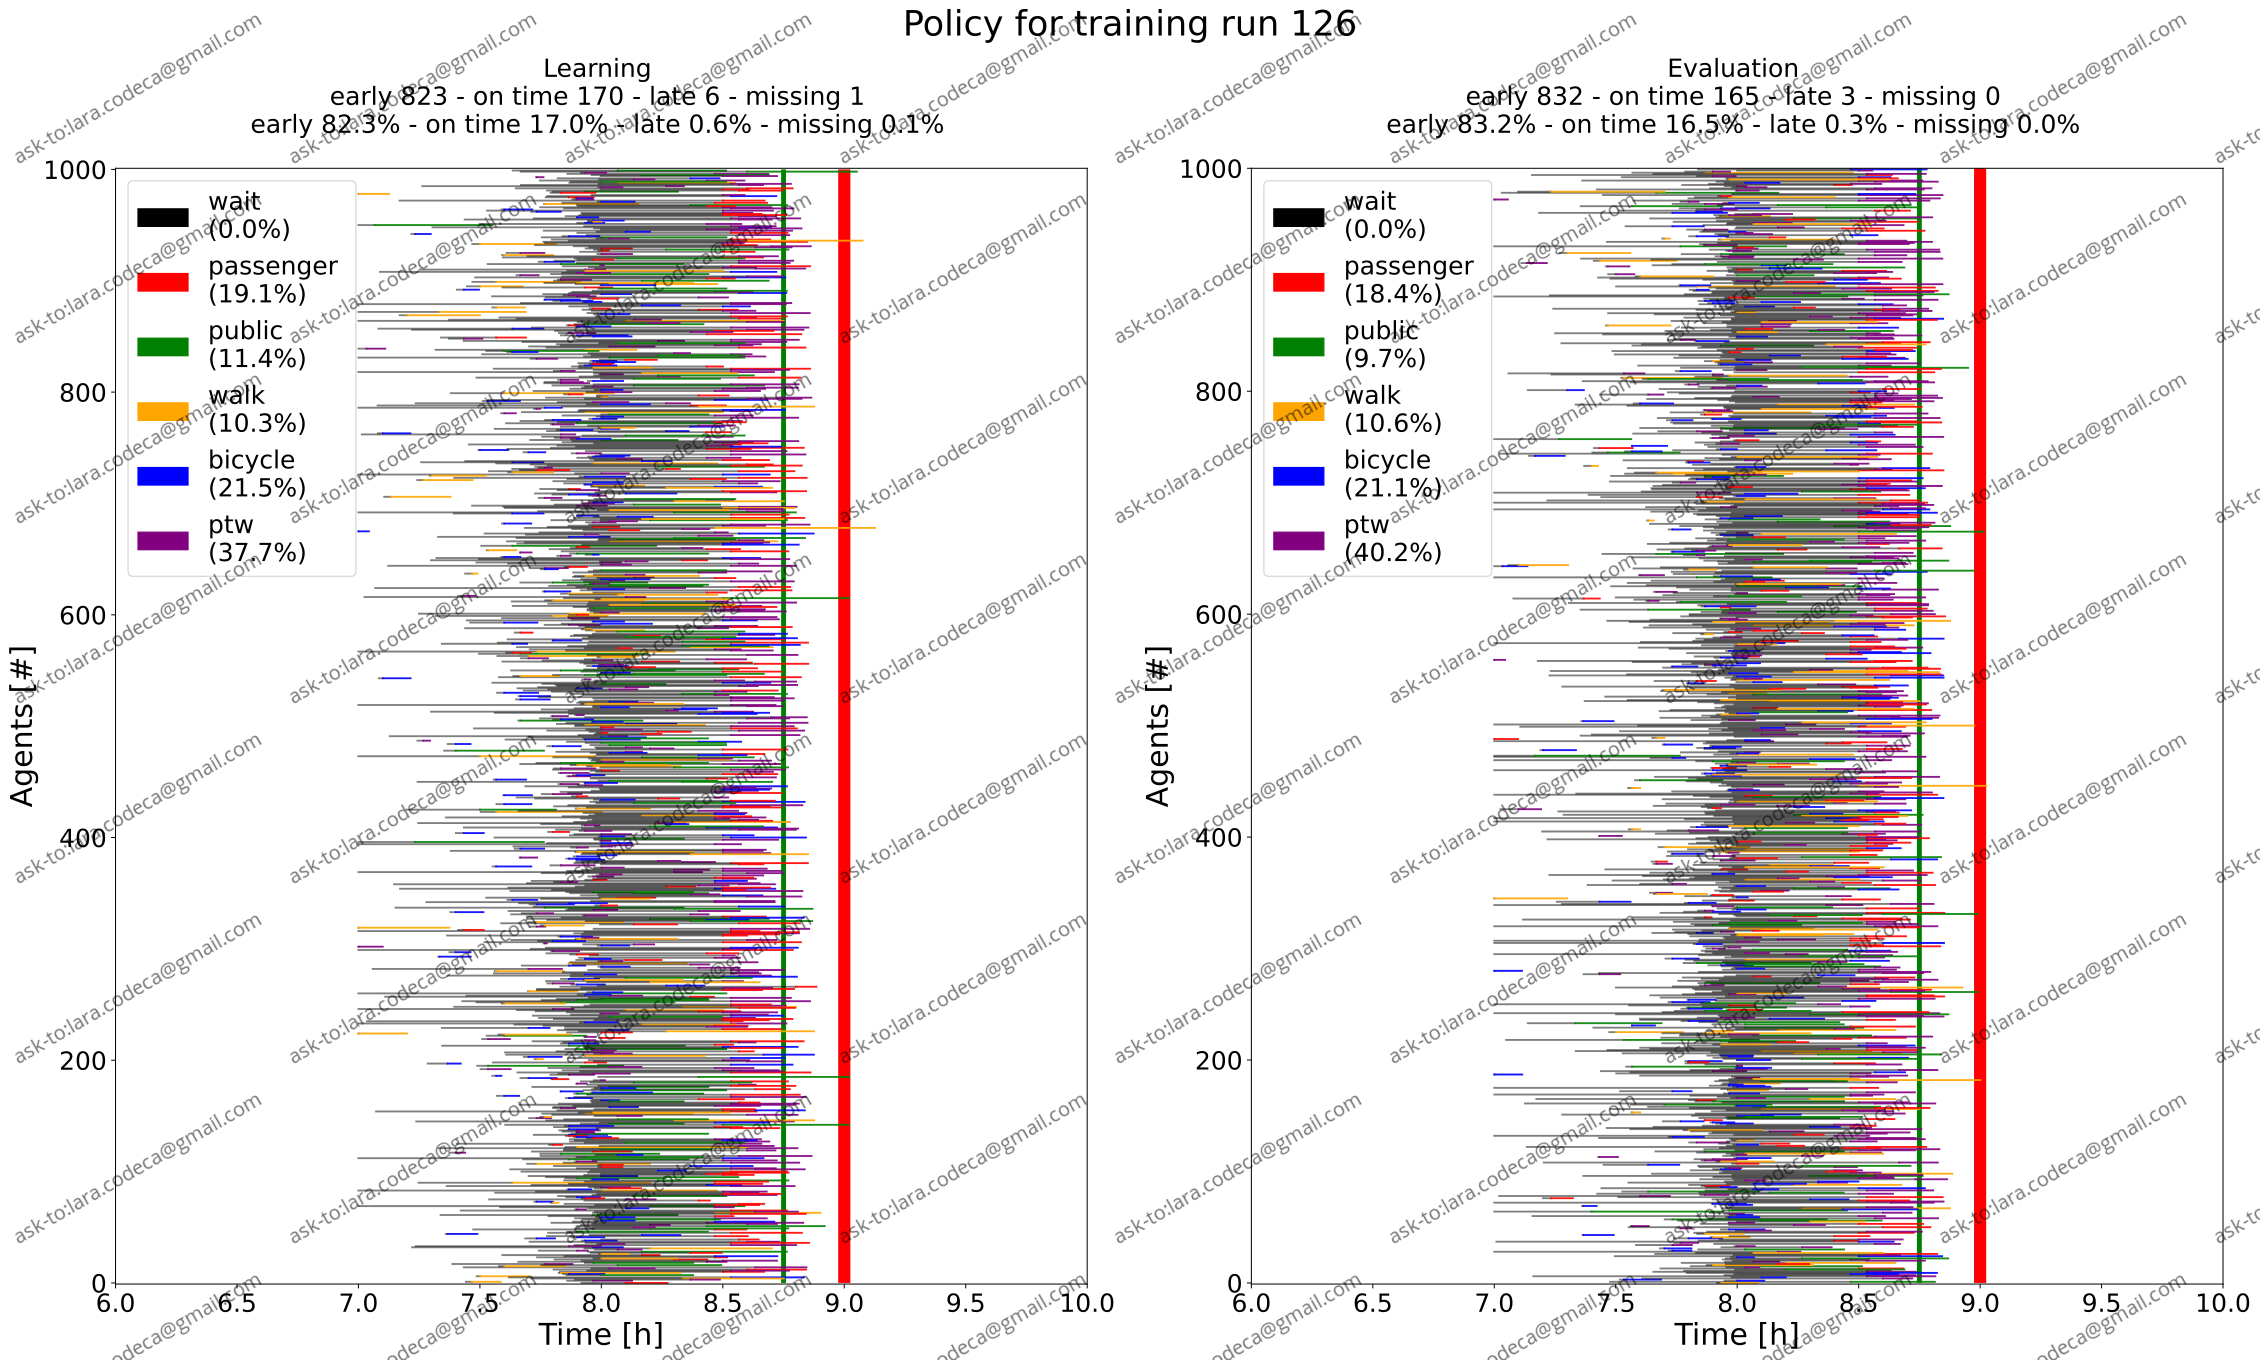 Policy for training run 126
Learning
early 823 - on time 170 - late 6 - missing 1
early 82.3% - on time 17.0% - late 0.6% - missing 0.1%
Evaluation
early 832 - on time 165 - late 3 - missing 0
early 83.2% - on time 16.5% - late 0.3% - missing 0.0%
wait
(0.0%)
passenger
(19.1%)
public
(11.4%)
walk
(10.3%)
bicycle
(21.5%)
ptw
(37.7%)
wait
(0.0%)
passenger
(18.4%)
public
(9.7%)
walk
(10.6%)
bicycle
(21.1%)
ptw
(40.2%)
Agents [#]
1000
800
600
400
200
0
6.0 6.5 7.0 7.5 8.0 8.5 9.0 9.5 10.0
Time [h]
Agents [#]
1000
800
600
400
200
0
6.0 6.5 7.0 7.5 8.0 8.5 9.0 9.5 10.0
Time [h]
ask-to:lara.codeca@gmail.com